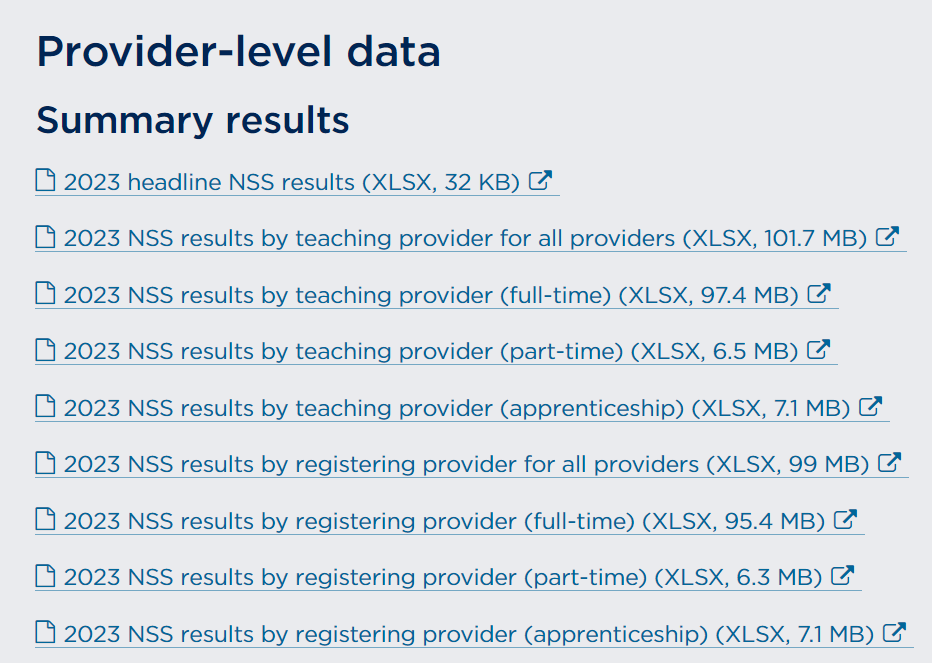 Provider-level data
Summary results
2023 headline NSS results (XLSX, 32 KB)
2023 NSS results by teaching provider for all providers (XLSX, 101.7 MB)
2023 NSS results by teaching provider (full-time) (XLSX, 97.4 MB)
2023 NSS results by teaching provider (part-time) (XLSX, 6.5 MB)
2023 NSS results by teaching provider (apprenticeship) (XLSX, 7.1 MB)
2023 NSS results by registering provider for all providers (XLSX, 99 MB)
2023 NSS results by registering provider (full-time) (XLSX, 95.4 MB)
2023 NSS results by registering provider (part-time) (XLSX, 6.3 MB)
2023 NSS results by registering provider (apprenticeship) (XLSX, 7.1 MB)